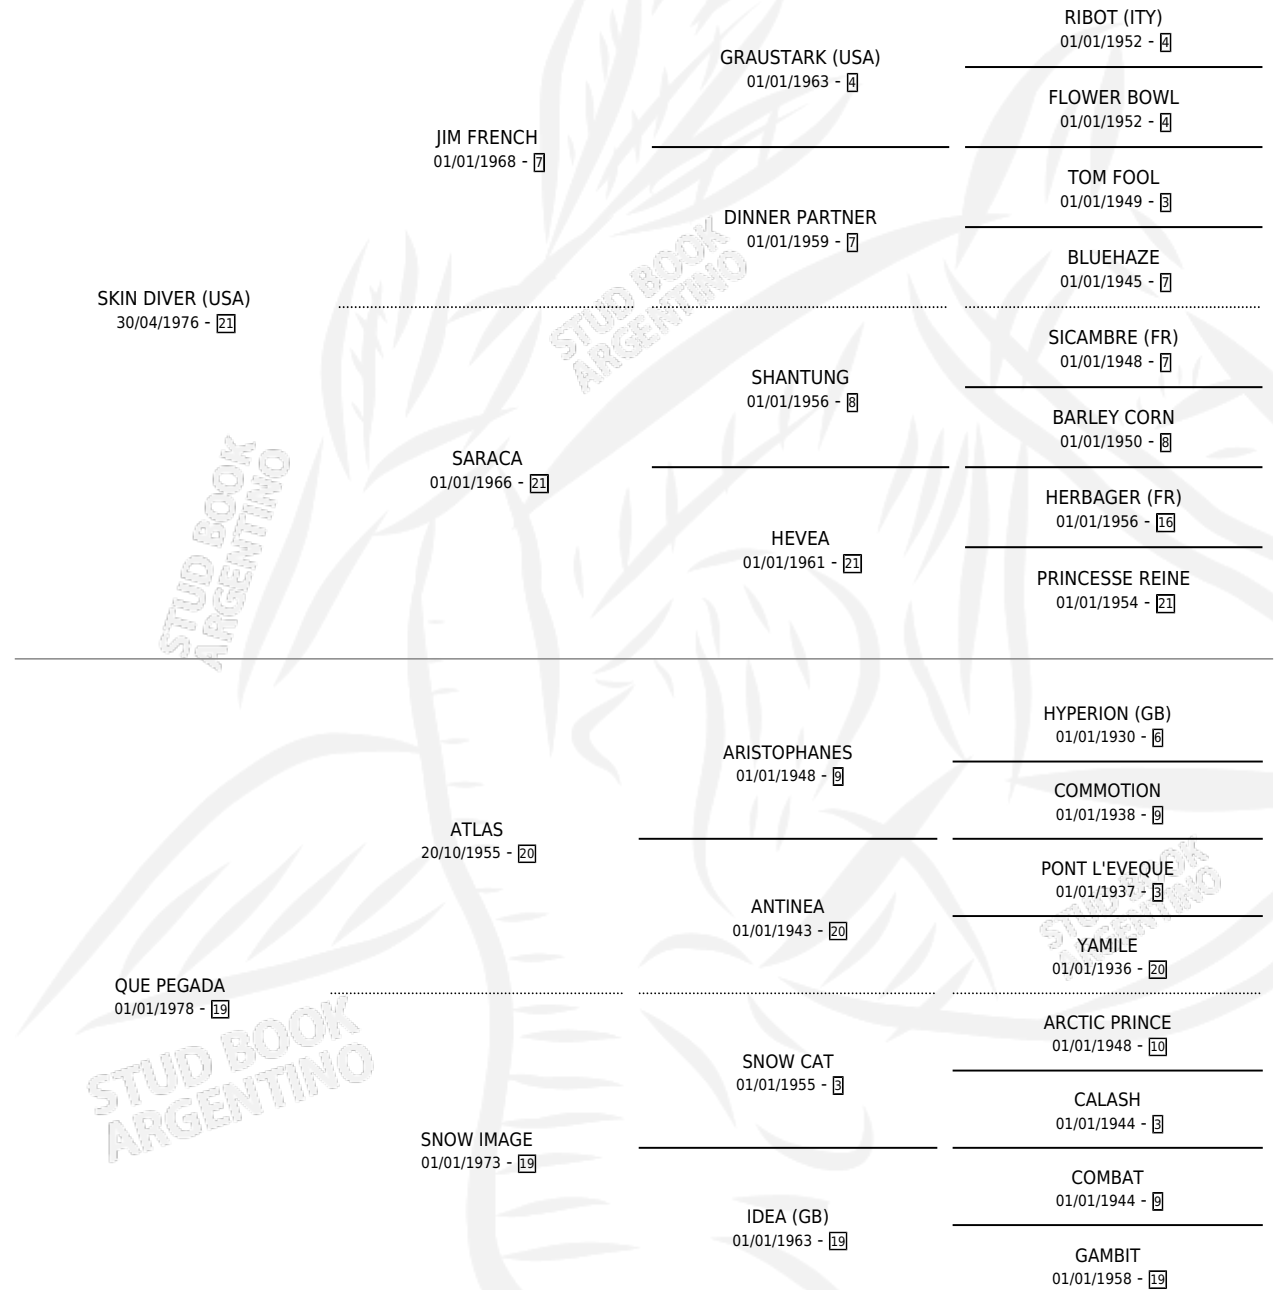 RIBOT (ITY)
01/01/1952 - 4
GRAUSTARK (USA)
01/01/1963 - 4
FLOWER BOWL
01/01/1952 - 4
JIM FRENCH
01/01/1968 - 7
TOM FOOL
01/01/1949 - 3
DINNER PARTNER
01/01/1959 - 7
BLUEHAZE
01/01/1945 - 7
SKIN DIVER (USA)
30/04/1976 - 21
SICAMBRE (FR)
01/01/1948 - 7
SHANTUNG
01/01/1956 - 8
BARLEY CORN
01/01/1950 - 8
SARACA
01/01/1966 - 21
HERBAGER (FR)
01/01/1956 - 16
HEVEA
01/01/1961 - 21
PRINCESSE REINE
01/01/1954 - 21
HYPERION (GB)
01/01/1930 - 6
ARISTOPHANES
01/01/1948 - 9
COMMOTION
01/01/1938 - 9
ATLAS
20/10/1955 - 20
PONT L'EVEQUE
01/01/1937 - 3
ANTINEA
01/01/1943 - 20
YAMILE
01/01/1936 - 20
QUE PEGADA
01/01/1978 - 19
ARCTIC PRINCE
01/01/1948 - 10
SNOW CAT
01/01/1955 - 3
CALASH
01/01/1944 - 3
SNOW IMAGE
01/01/1973 - 19
COMBAT
01/01/1944 - 9
IDEA (GB)
01/01/1963 - 19
GAMBIT
01/01/1958 - 19
STUD BOOK
ARGENTINO
STUD BOOK
ARGENTINO
STUD BOOK
ARGENTINO
STUD BOOK
ARGENTINO